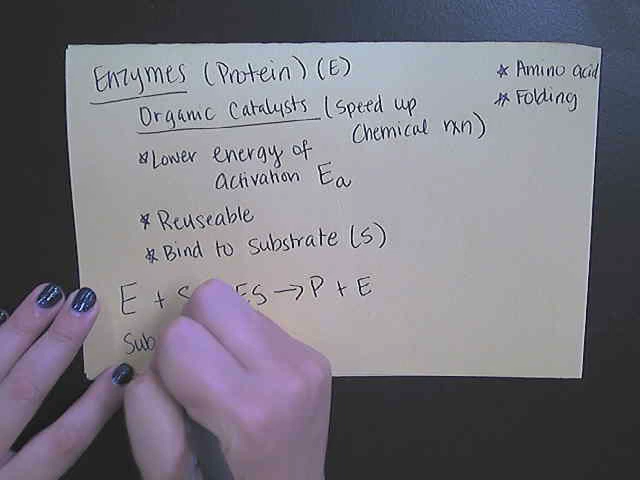 Enzymes (Protein) (E)
* Amino acid
* Folding
Organic Catalysts (speed up
Chemical rxn)
* Lower energy of
activation Ea
* Reuseable
* Bind to substrate (S)
E + S ES → P + E
Sub